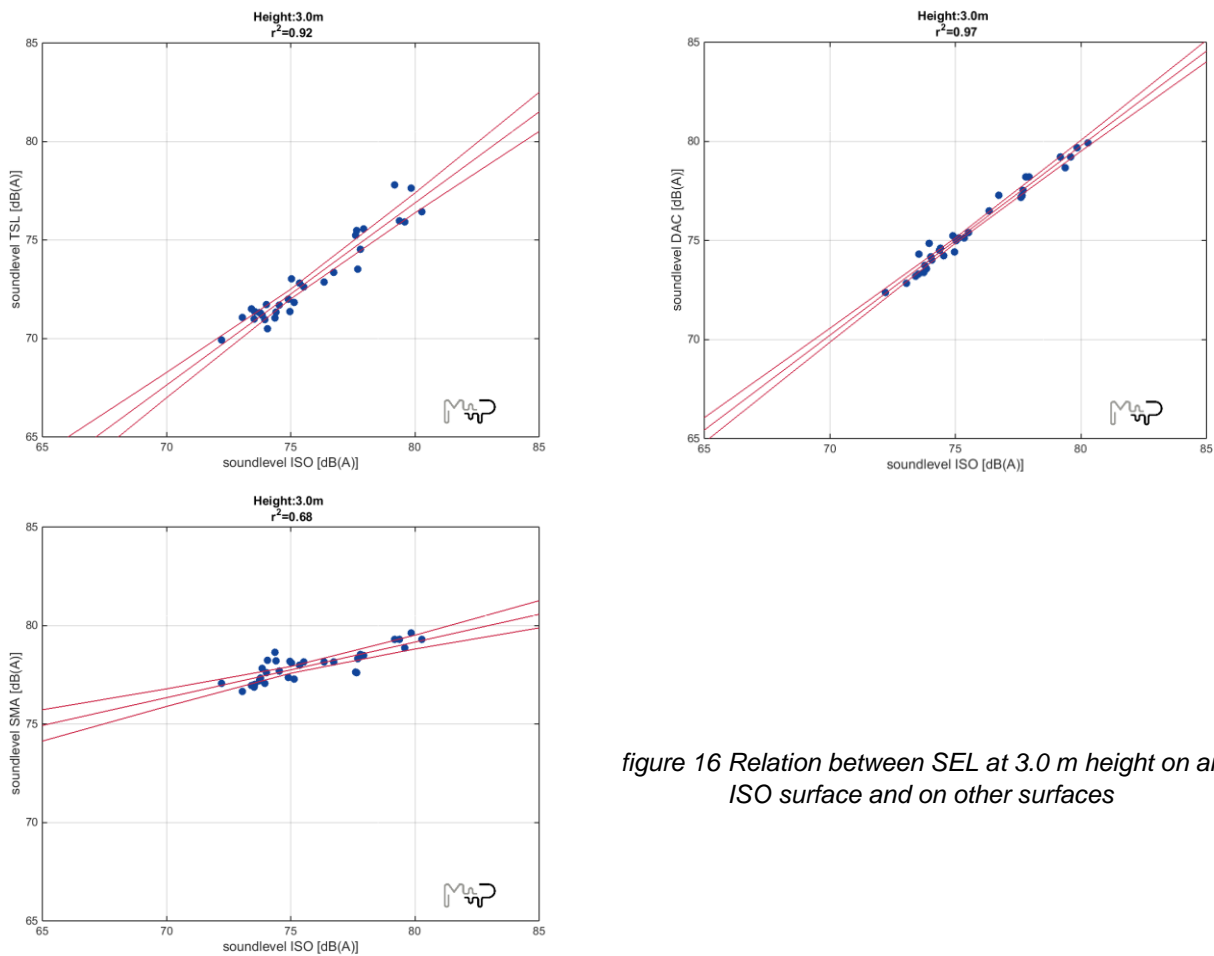 Height:3.0m
r²=0.92
soundlevel TSL [dB(A)]
85
80
75
70
65
65 70 75 80 85
soundlevel ISO [dB(A)]
M+P
Height:3.0m
r²=0.97
soundlevel DAC [dB(A)]
85
80
75
70
65
65 70 75 80 85
soundlevel ISO [dB(A)]
M+P
Height:3.0m
r²=0.68
soundlevel SMA [dB(A)]
85
80
75
70
65
65 70 75 80 85
soundlevel ISO [dB(A)]
M+P
figure 16 Relation between SEL at 3.0 m height on a
ISO surface and on other surfaces